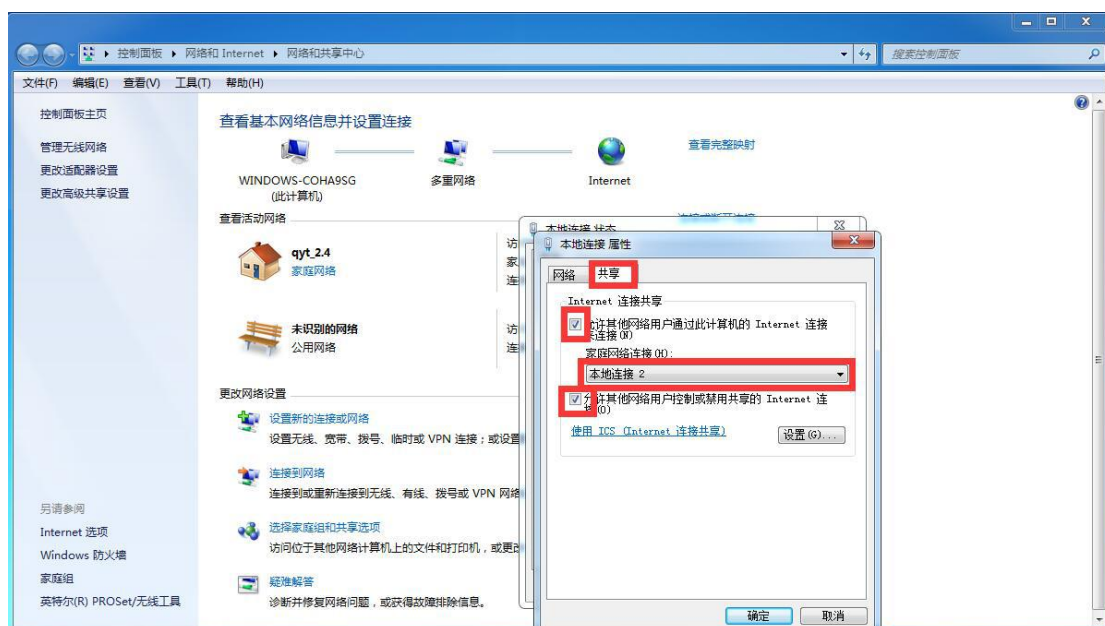 控制面板 ▸ 网络和 Internet ▸ 网络和共享中心
搜索控制面板
文件(F) 编辑(E) 查看(V) 工具(T) 帮助(H)
控制面板主页
管理无线网络
更改适配器设置
更改高级共享设置
另请参阅
Internet 选项
Windows 防火墙
家庭组
英特尔(R) PROSet/无线工具
查看基本网络信息并设置连接
查看完整映射
WINDOWS-COHA9SG
(此计算机)
多重网络
Internet
查看活动网络
qyt_2.4
家庭网络
访
家
连
未识别的网络
公用网络
访
连
更改网络设置
设置新的连接或网络
设置无线、宽带、拨号、临时或 VPN 连接；或设置
连接到网络
连接到或重新连接到无线、有线、拨号或 VPN 网络
选择家庭组和共享选项
访问位于其他网络计算机上的文件和打印机，或更改
疑难解答
诊断并修复网络问题，或获得故障排除信息。
本地连接 状态
本地连接 属性
网络 共享
Internet 连接共享
允许其他网络用户通过此计算机的 Internet 连接
来连接(N)
家庭网络连接(H):
本地连接 2
允许其他网络用户控制或禁用共享的 Internet 连
接(O)
使用 ICS (Internet 连接共享)
设置(G)...
确定 取消